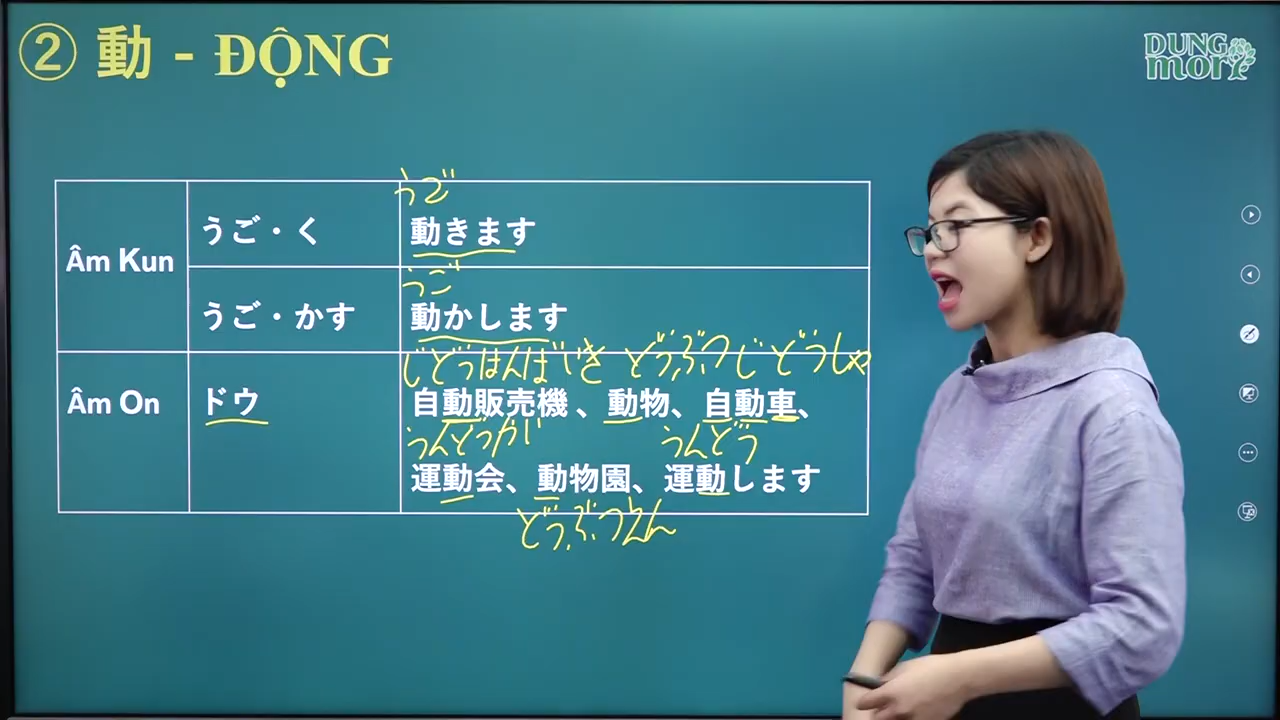 ② 動 - ĐỘNG
DUNG
mori
うご
Âm Kun
うご・く
動きます
うご
うご・かす
動かします
じどうはんばいき どうぶつ じどうしゃ
Âm On
ドウ
自動販売機、動物、自動車、
うんどうかい うんどう
運動会、動物園、運動します
どうぶつえん